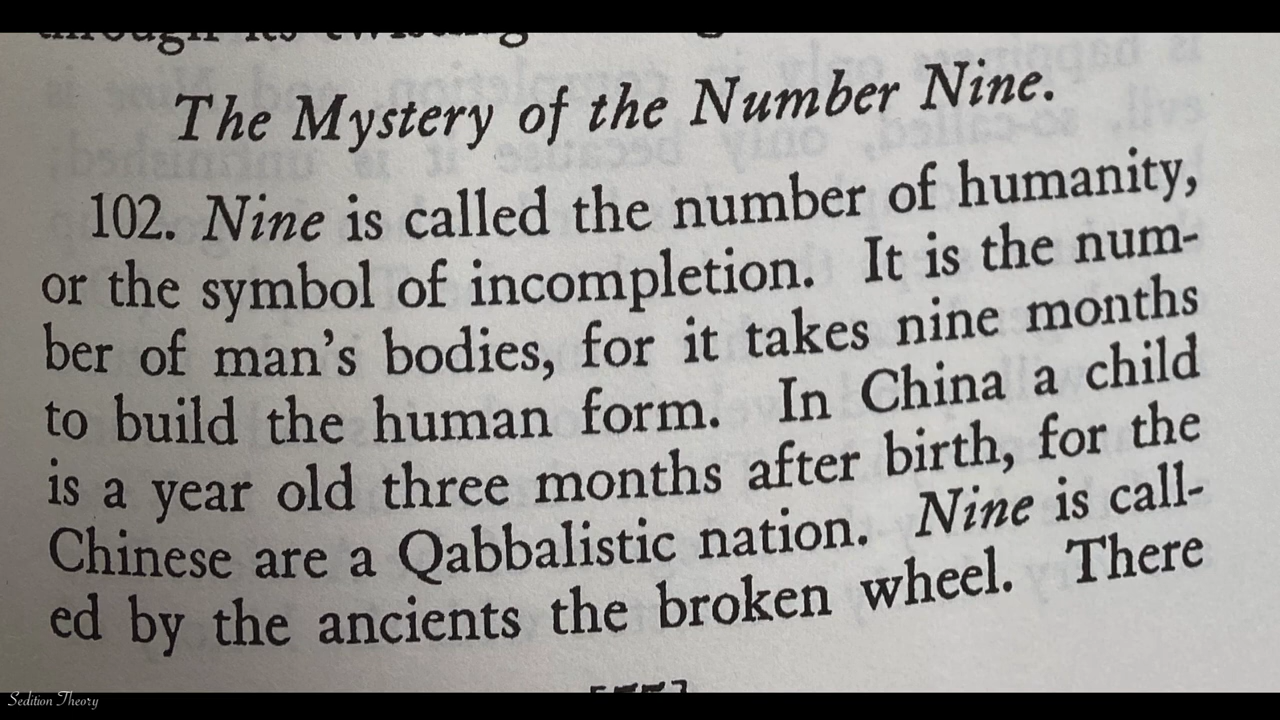 The Mystery of the Number Nine.
102. Nine is called the number of humanity,
or the symbol of incompletion. It is the num-
ber of man's bodies, for it takes nine months
to build the human form. In China a child
is a year old three months after birth, for the
Chinese are a Qabbalistic nation. Nine is call-
ed by the ancients the broken wheel. There
Sedition Theory